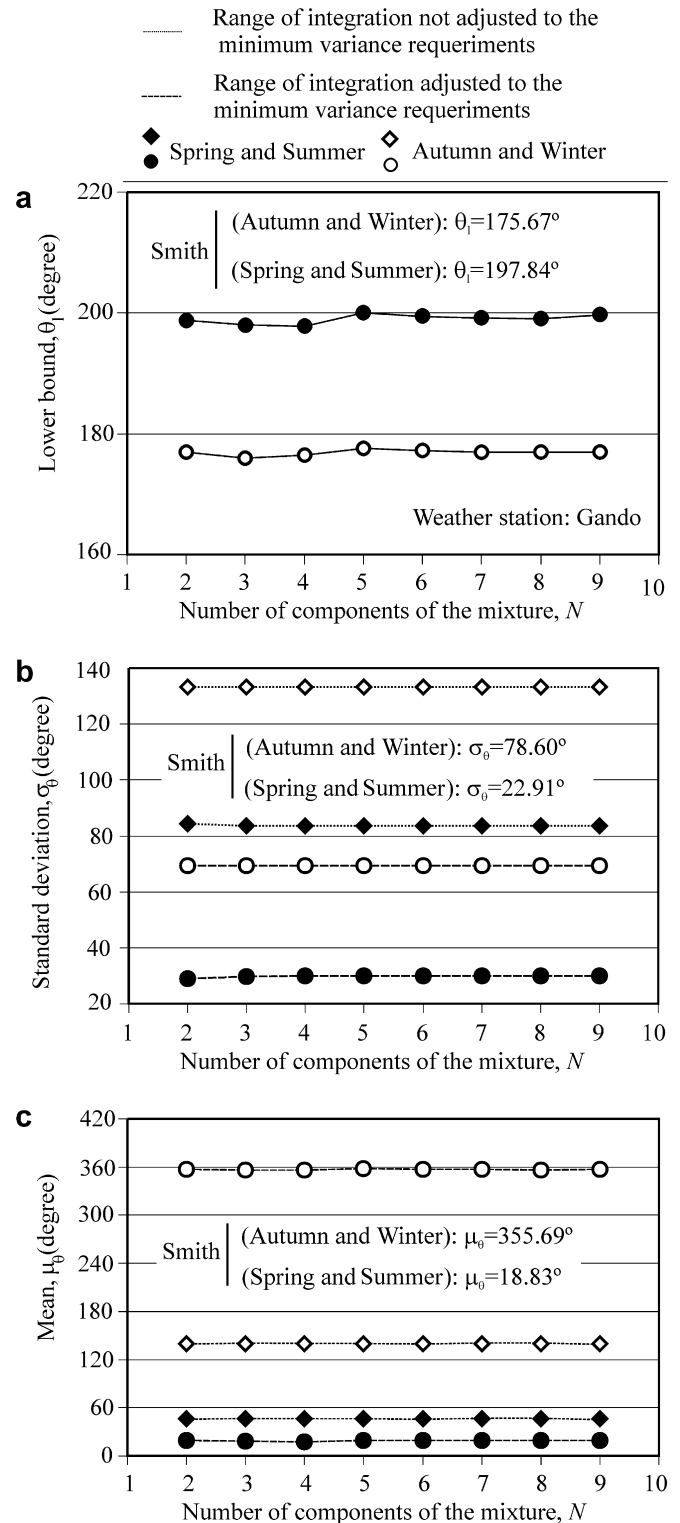 Range of integration not adjusted to the
minimum variance requeriments
Range of integration adjusted to the
minimum variance requeriments
Spring and Summer
Autumn and Winter
a
220
200
180
160
Lower bound, θl(degree)
Smith
(Autumn and Winter): θl=175.67º
(Spring and Summer): θl=197.84º
Weather station: Gando
1 2 3 4 5 6 7 8 9 10
Number of components of the mixture, N
b
140
120
100
80
60
40
20
Standard deviation, σθ(degree)
Smith
(Autumn and Winter): σθ=78.60º
(Spring and Summer): σθ=22.91º
1 2 3 4 5 6 7 8 9 10
Number of components of the mixture, N
c
420
360
300
240
180
120
60
0
Mean, μθ(degree)
Smith
(Autumn and Winter): μθ=355.69º
(Spring and Summer): μθ=18.83º
1 2 3 4 5 6 7 8 9 10
Number of components of the mixture, N